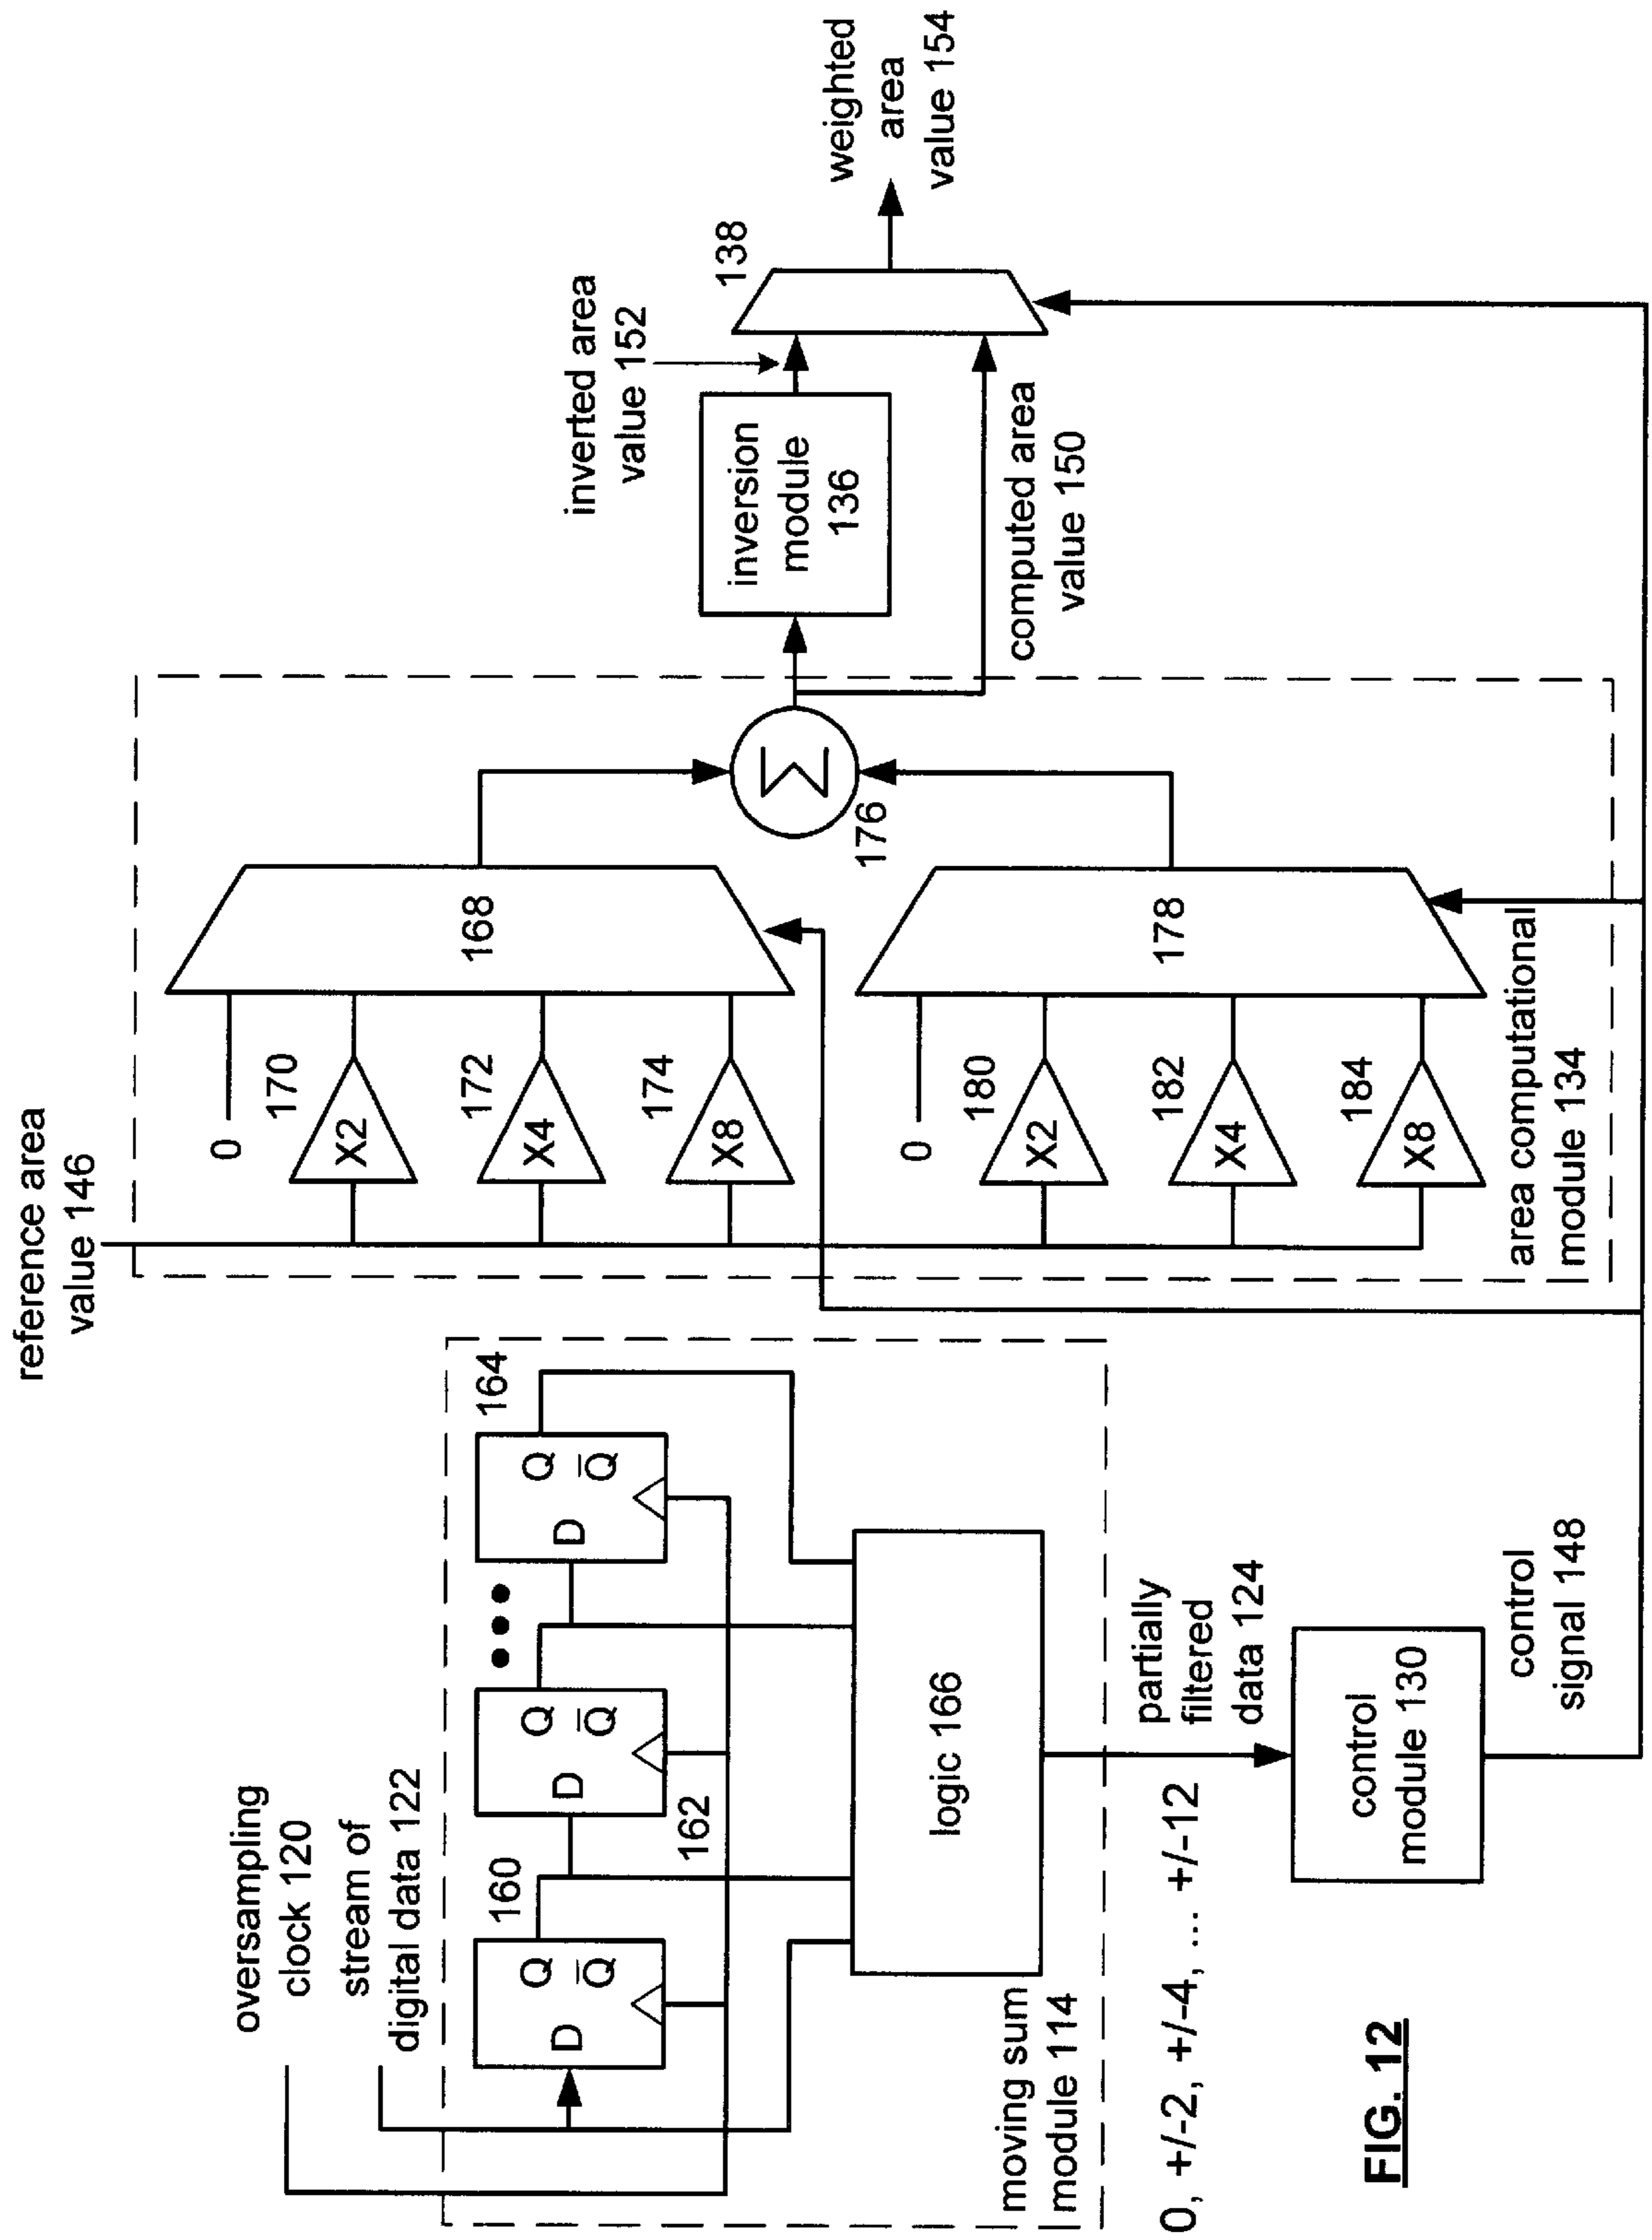 oversampling
clock 120
stream of
digital data 122
160
D
Q
Q
162
D
Q
Q
164
D
Q
Q
logic 166
moving sum
module 114
0, +/-2, +/-4, ... +/-12
partially
filtered
data 124
control
module 130
control
signal 148
FIG. 12
reference area
value 146
0
170
X2
172
X4
174
X8
168
0
180
X2
182
X4
184
X8
178
area computational
module 134
Σ
176
inversion
module
136
inverted area
value 152
computed area
value 150
138
weighted
area
value 154